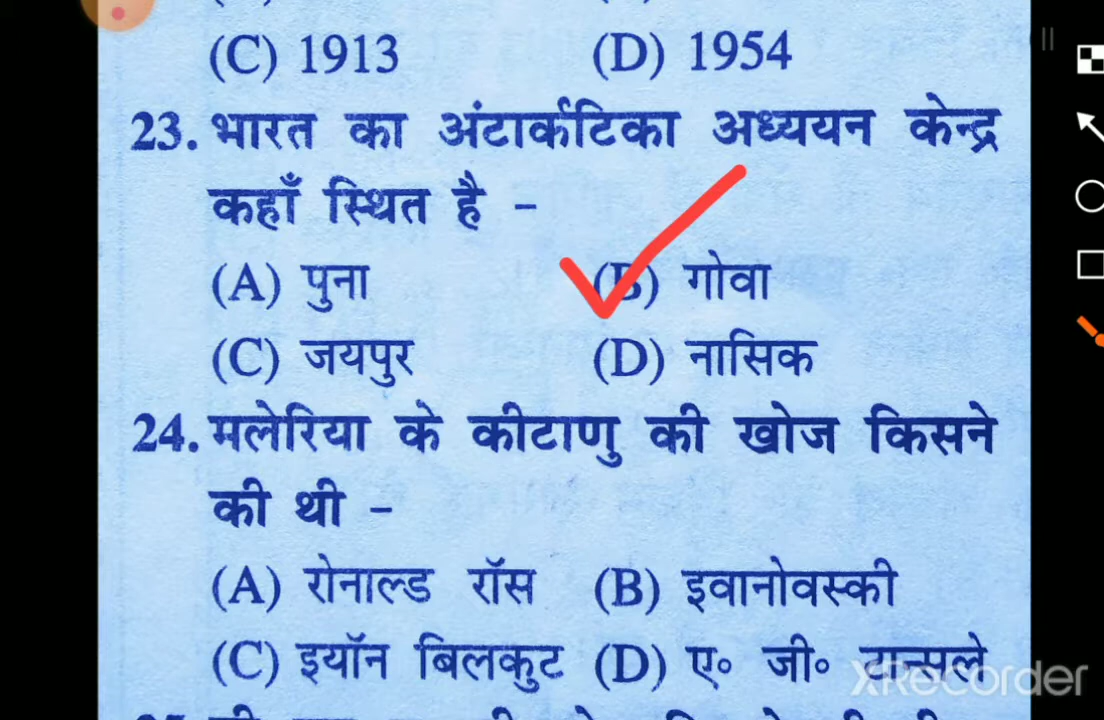 (C) 1913 (D) 1954
23. भारत का अंटार्कटिका अध्ययन केन्द्र
कहाँ स्थित है -
(A) पुना (B) गोवा
(C) जयपुर (D) नासिक
24. मलेरिया के कीटाणु की खोज किसने
की थी -
(A) रोनाल्ड रॉस (B) इवानोवस्की
(C) इयॉन बिलकुट (D) ए० जी० टान्सले
XRecorder